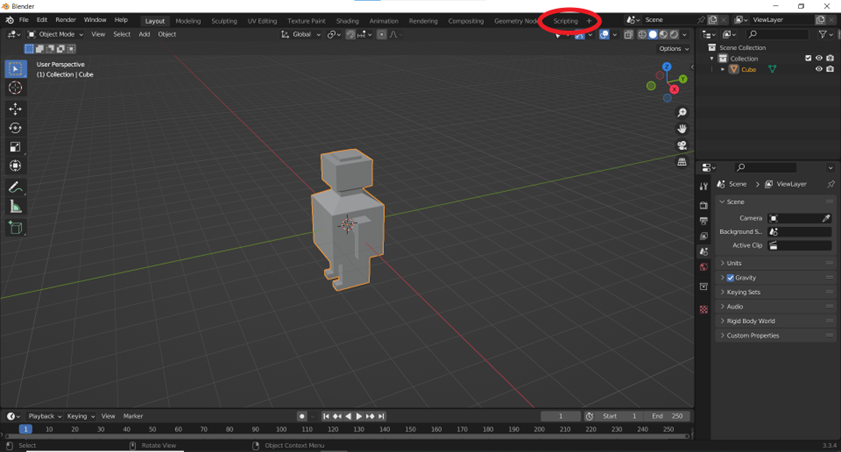 Blender
File Edit Render Window Help Layout Modeling Sculpting UV Editing Texture Paint Shading Animation Rendering Compositing Geometry Node Scripting + Scene ViewLayer
Object Mode View Select Add Object Global
Options
User Perspective
(1) Collection | Cube
Z
Y
X
Scene Collection
Collection
Cube
Scene ViewLayer
Scene
Camera
Background S...
Active Clip
Units
Gravity
Keying Sets
Audio
Rigid Body World
Custom Properties
Playback Keying View Marker 1 Start 1 End 250
1 10 20 30 40 50 60 70 80 90 100 110 120 130 140 150 160 170 180 190 200 210 220 230 240 250
Select Rotate View Object Context Menu 3.3.4